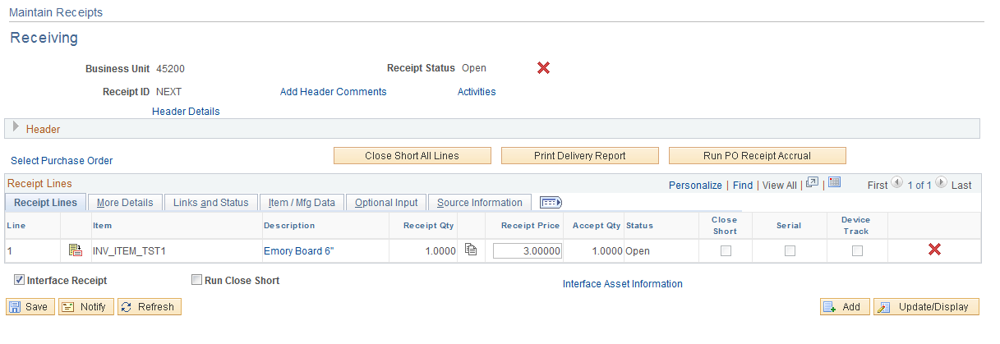 Maintain Receipts
Receiving
Business Unit 45200 Receipt Status Open
Receipt ID NEXT Add Header Comments Activities
Header Details
Header
Select Purchase Order Close Short All Lines Print Delivery Report Run PO Receipt Accrual
Receipt Lines Personalize | Find | View All | | First 1 of 1 Last
Receipt Lines More Details Links and Status Item / Mfg Data Optional Input Source Information
Line Item Description Receipt Qty Receipt Price Accept Qty Status Close Short Serial Device Track
1 INV_ITEM_TST1 Emory Board 6" 1.0000 3.00000 1.0000 Open
Interface Receipt Run Close Short Interface Asset Information
Save Notify Refresh Add Update/Display